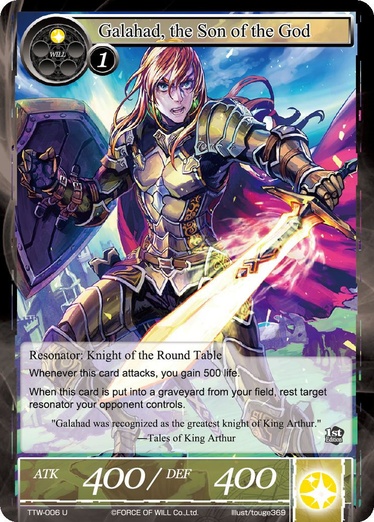 Galahad, the Son of the God
WILL
1
Resonator: Knight of the Round Table
Whenever this card attacks, you gain 500 life.
When this card is put into a graveyard from your field, rest target
resonator your opponent controls.
"Galahad was recognized as the greatest knight of King Arthur."
—Tales of King Arthur
1st
Edition
ATK 400/ DEF 400
TTW-006 U ©FORCE OF WILL Co.,Ltd. Illust/touge369